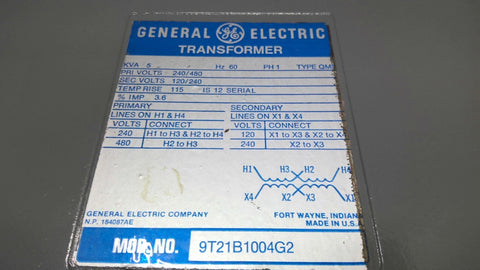 GENERAL GE ELECTRIC
TRANSFORMER
KVA 5 Hz 60 PH 1 TYPE QM
PRI VOLTS 240/480
SEC VOLTS 120/240
TEMP RISE 115 IS 12 SERIAL
% IMP 3.6
PRIMARY SECONDARY
LINES ON H1 & H4 LINES ON X1 & X4
VOLTS CONNECT VOLTS CONNECT
240 H1 to H3 & H2 to H4 120 X1 to X3 & X2 to X4
480 H2 to H3 240 X2 to X3
H1 H3 H2 H4
X4 X2 X3 X1
GENERAL ELECTRIC COMPANY FORT WAYNE, INDIANA
N.P. 184087AE MADE IN U.S.A.
MOD. NO. 9T21B1004G2